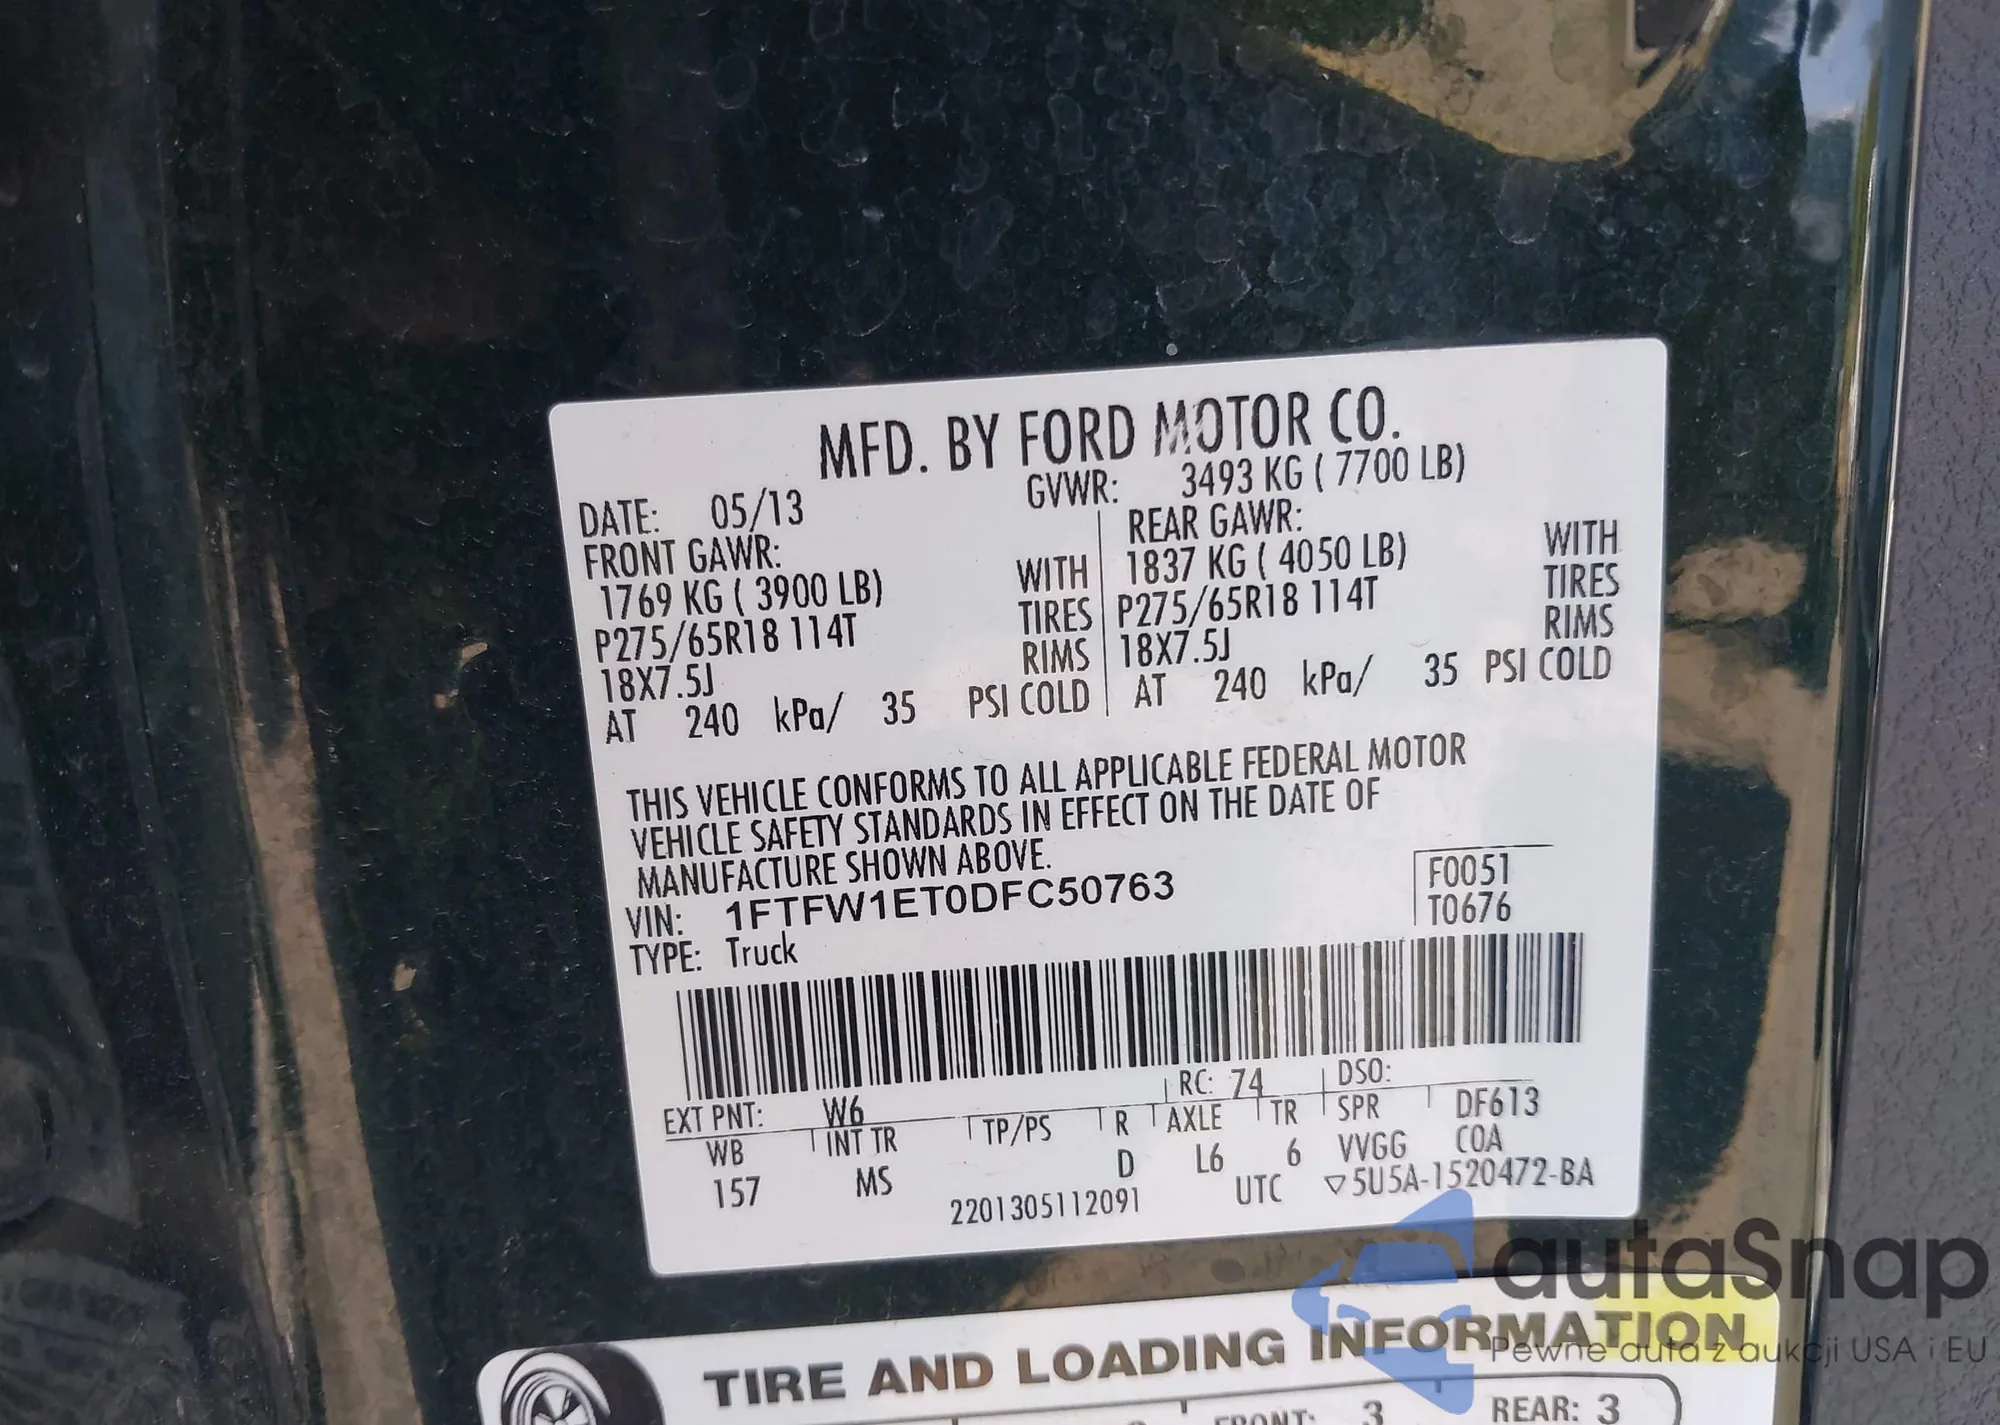 MFD. BY FORD MOTOR CO.
DATE: 05/13 GVWR: 3493 KG ( 7700 LB)
FRONT GAWR: REAR GAWR:
1769 KG ( 3900 LB) WITH 1837 KG ( 4050 LB) WITH
P275/65R18 114T TIRES P275/65R18 114T TIRES
18X7.5J RIMS 18X7.5J RIMS
AT 240 kPa/ 35 PSI COLD AT 240 kPa/ 35 PSI COLD
THIS VEHICLE CONFORMS TO ALL APPLICABLE FEDERAL MOTOR
VEHICLE SAFETY STANDARDS IN EFFECT ON THE DATE OF
MANUFACTURE SHOWN ABOVE.
VIN: 1FTFW1ET0DFC50763 F0051
TYPE: Truck T0676
EXT PNT: W6 RC: 74 DSO:
WB INT TR TP/PS R AXLE TR SPR DF613
157 MS D L6 6 VVGG COA
2201305112091 UTC ▽5U5A-1520472-BA
autaSnap
Pewne auta z aukcji USA i EU
TIRE AND LOADING INFORMATION
FRONT: 3 REAR: 3